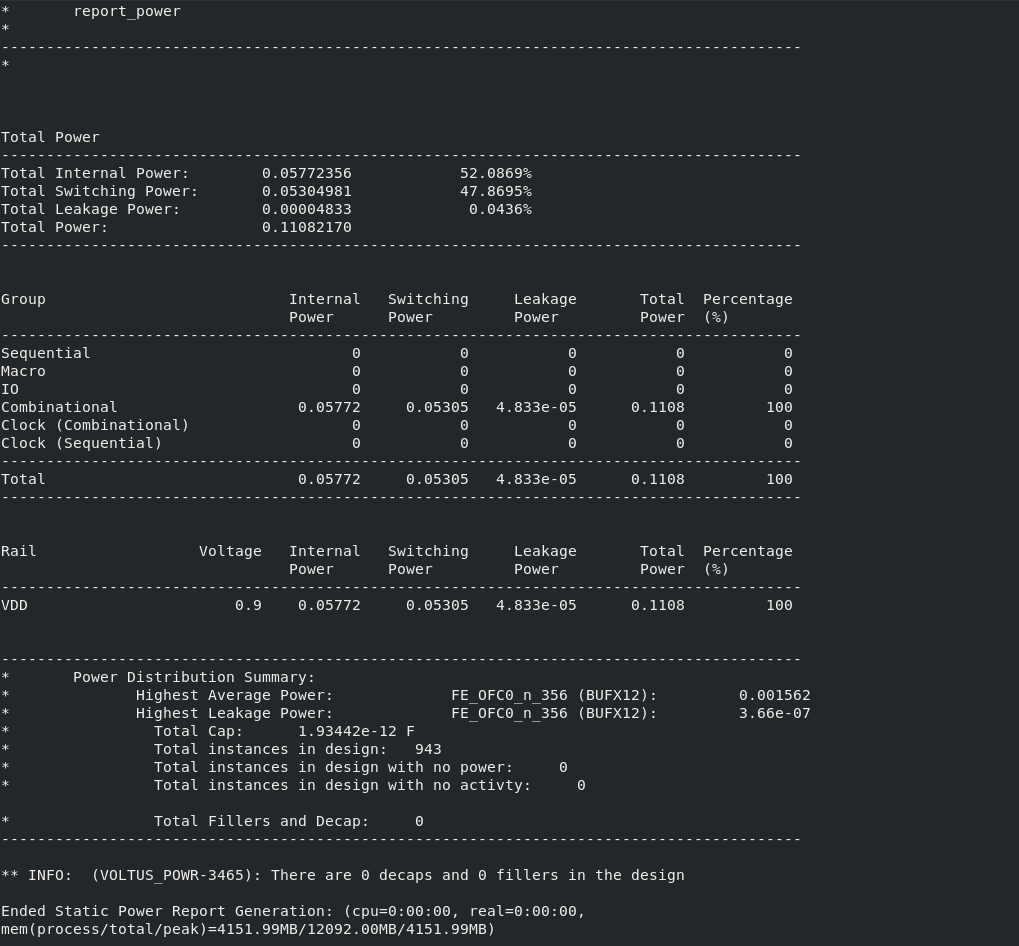 *       report_power
*
-----------------------------------------------------------------------------------------
*
Total Power
-----------------------------------------------------------------------------------------
Total Internal Power:        0.05772356            52.0869%
Total Switching Power:       0.05304981            47.8695%
Total Leakage Power:         0.00004833             0.0436%
Total Power:                 0.11082170
-----------------------------------------------------------------------------------------
Group                           Internal   Switching     Leakage       Total  Percentage
                                Power      Power         Power         Power  (%)
-----------------------------------------------------------------------------------------
Sequential                             0           0           0           0           0
Macro                                  0           0           0           0           0
IO                                     0           0           0           0           0
Combinational                    0.05772     0.05305   4.833e-05      0.1108         100
Clock (Combinational)                  0           0           0           0           0
Clock (Sequential)                     0           0           0           0           0
-----------------------------------------------------------------------------------------
Total                            0.05772     0.05305   4.833e-05      0.1108         100
-----------------------------------------------------------------------------------------
Rail                  Voltage   Internal   Switching     Leakage       Total  Percentage
                                Power      Power         Power         Power  (%)
-----------------------------------------------------------------------------------------
VDD                       0.9    0.05772     0.05305   4.833e-05      0.1108         100
-----------------------------------------------------------------------------------------
*       Power Distribution Summary:
*              Highest Average Power:             FE_OFC0_n_356 (BUFX12):         0.001562
*              Highest Leakage Power:             FE_OFC0_n_356 (BUFX12):         3.66e-07
*                Total Cap:      1.93442e-12 F
*                Total instances in design:   943
*                Total instances in design with no power:     0
*                Total instances in design with no activty:     0
*                Total Fillers and Decap:     0
-----------------------------------------------------------------------------------------
** INFO:  (VOLTUS_POWR-3465): There are 0 decaps and 0 fillers in the design
Ended Static Power Report Generation: (cpu=0:00:00, real=0:00:00,
mem(process/total/peak)=4151.99MB/12092.00MB/4151.99MB)